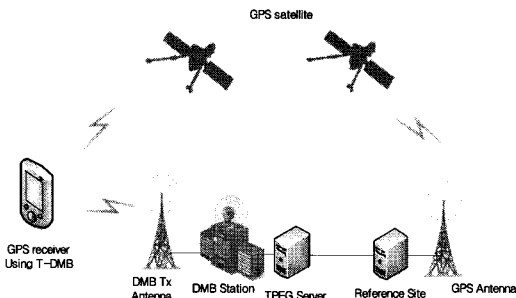 GPS satellite
GPS receiver
Using T-DMB
DMB Tx
Antenna
DMB Station
TPEG Server
Reference Site
GPS Antenna